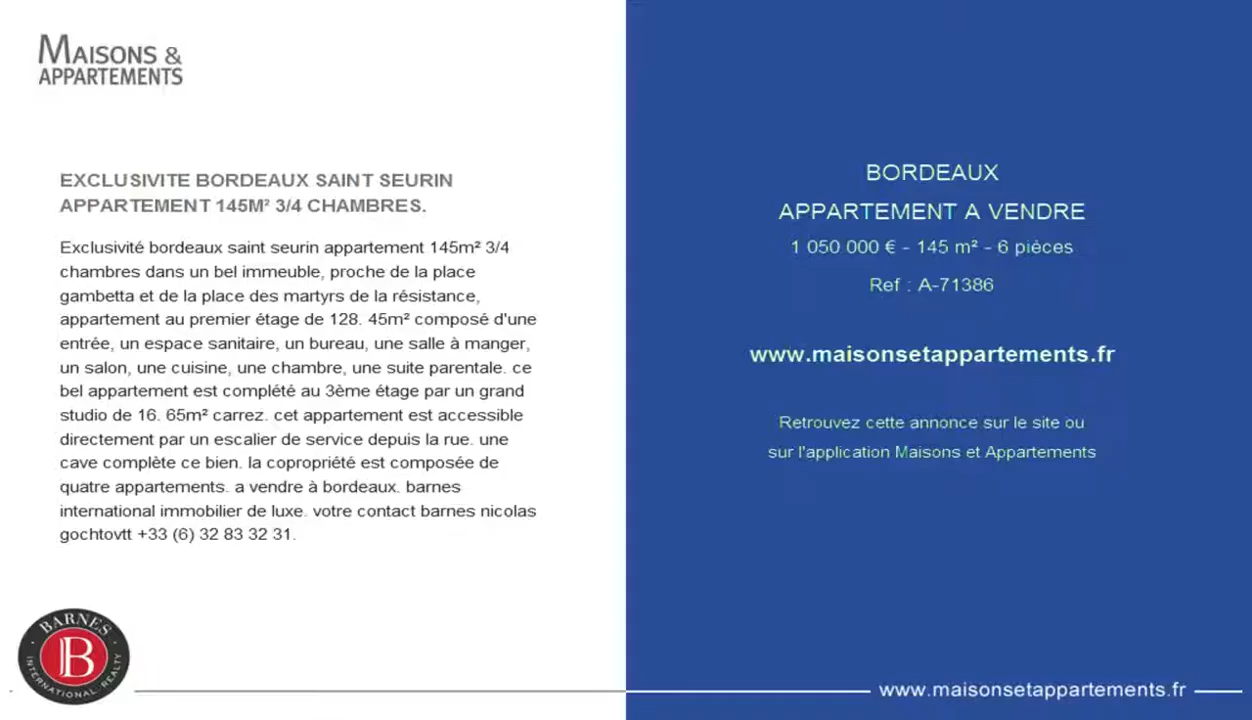 MAISONS &
APPARTEMENTS
EXCLUSIVITE BORDEAUX SAINT SEURIN
APPARTEMENT 145M² 3/4 CHAMBRES.
Exclusivité bordeaux saint seurin appartement 145m² 3/4
chambres dans un bel immeuble, proche de la place
gambetta et de la place des martyrs de la résistance,
appartement au premier étage de 128. 45m² composé d'une
entrée, un espace sanitaire, un bureau, une salle à manger,
un salon, une cuisine, une chambre, une suite parentale. ce
bel appartement est complété au 3ème étage par un grand
studio de 16. 65m² carrez. cet appartement est accessible
directement par un escalier de service depuis la rue. une
cave complète ce bien. la copropriété est composée de
quatre appartements. a vendre à bordeaux. barnes
international immobilier de luxe. votre contact barnes nicolas
gochtovtt +33 (6) 32 83 32 31.
BARNES
B
INTERNATIONAL REALTY
BORDEAUX
APPARTEMENT A VENDRE
1 050 000 € - 145 m² - 6 pièces
Ref : A-71386
www.maisonsetappartements.fr
Retrouvez cette annonce sur le site ou
sur l'application Maisons et Appartements
www.maisonsetappartements.fr